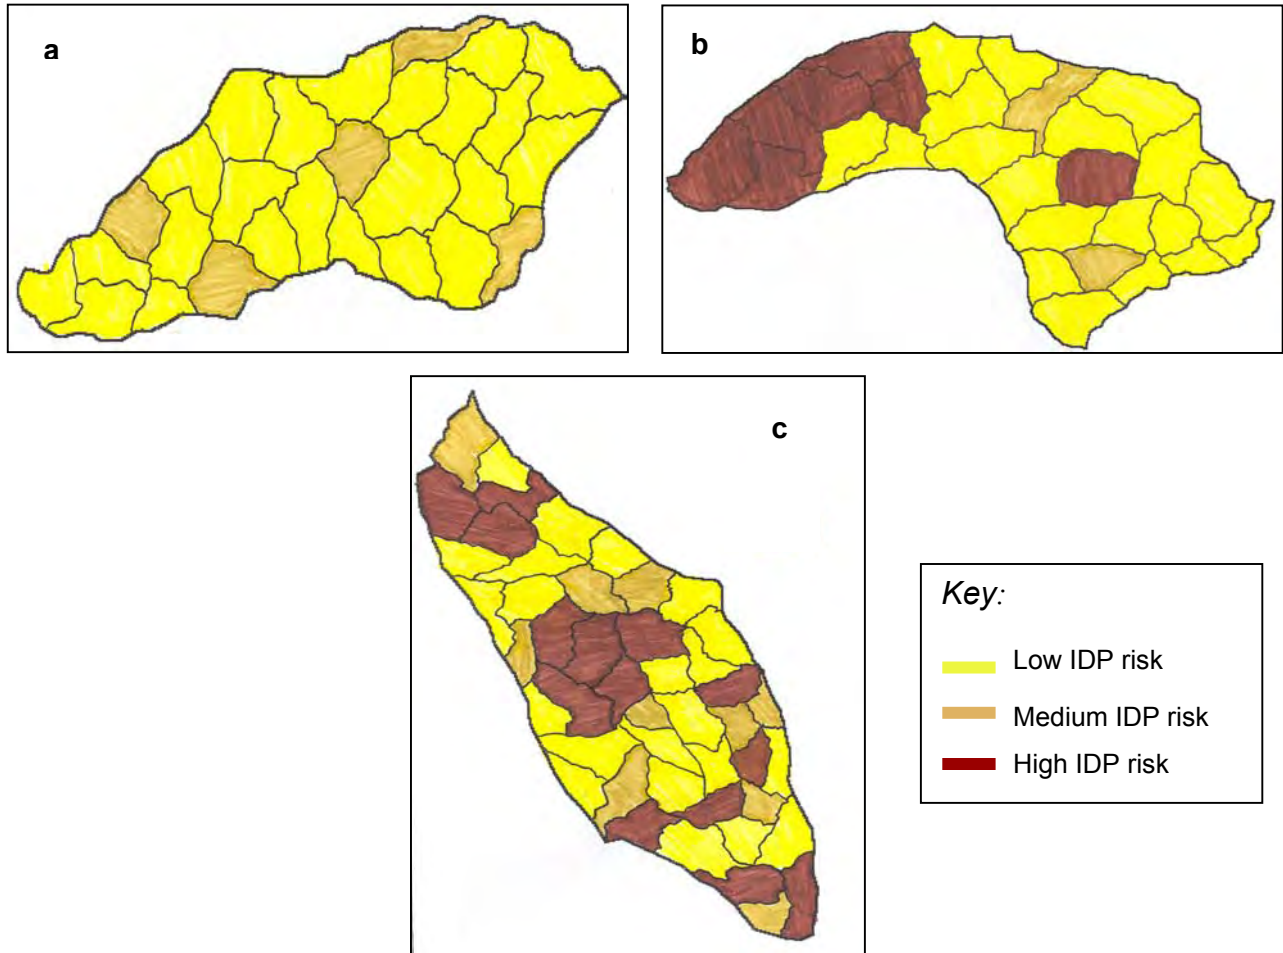 a
b
c
Key:
Low IDP risk
Medium IDP risk
High IDP risk